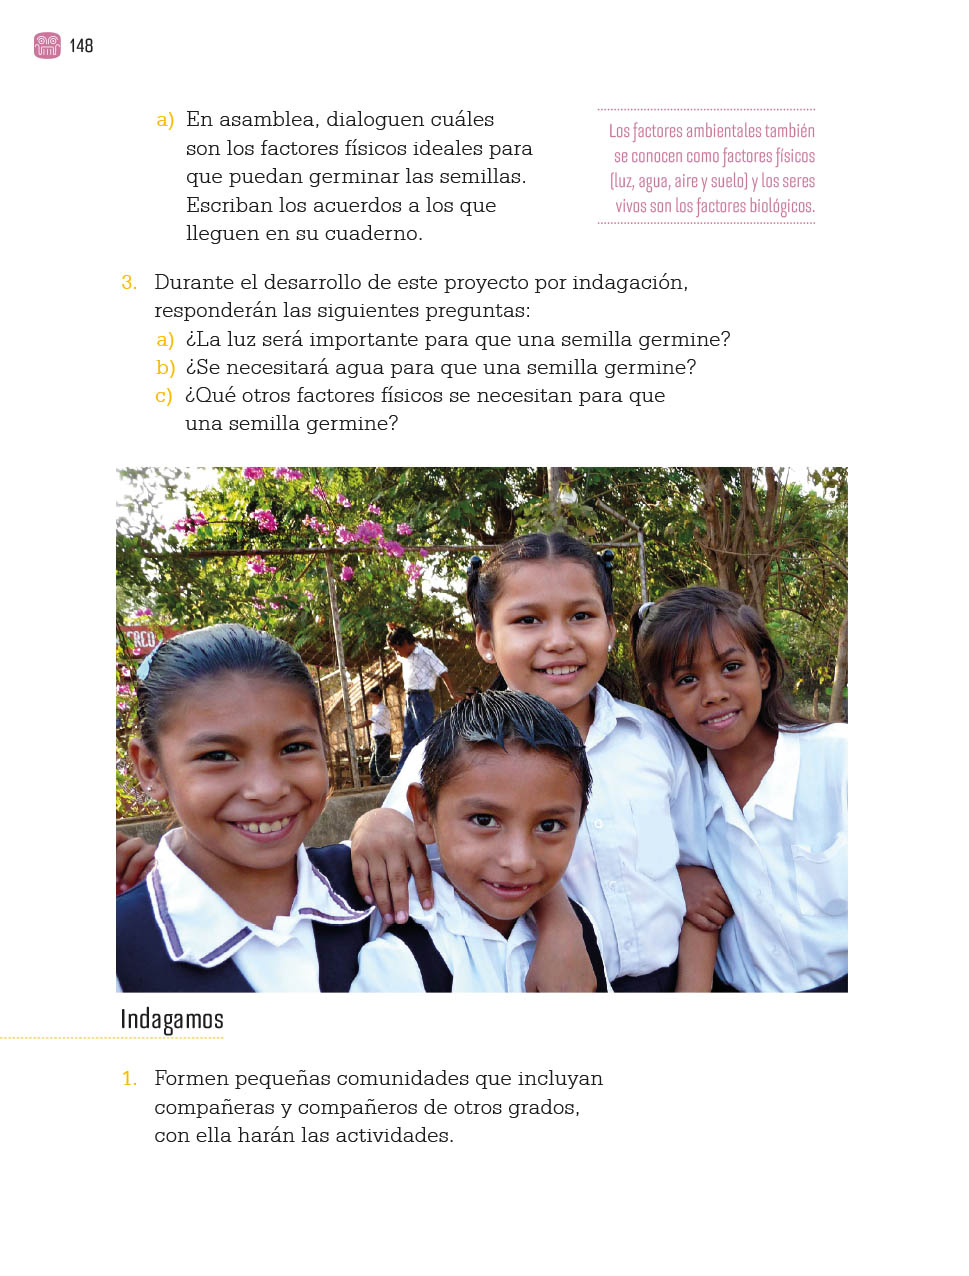 148
a) En asamblea, dialoguen cuáles
son los factores físicos ideales para
que puedan germinar las semillas.
Escriban los acuerdos a los que
lleguen en su cuaderno.
Los factores ambientales también
se conocen como factores físicos
(luz, agua, aire y suelo) y los seres
vivos son los factores biológicos.
3. Durante el desarrollo de este proyecto por indagación,
responderán las siguientes preguntas:
a) ¿La luz será importante para que una semilla germine?
b) ¿Se necesitará agua para que una semilla germine?
c) ¿Qué otros factores físicos se necesitan para que
una semilla germine?
Indagamos
1. Formen pequeñas comunidades que incluyan
compañeras y compañeros de otros grados,
con ella harán las actividades.